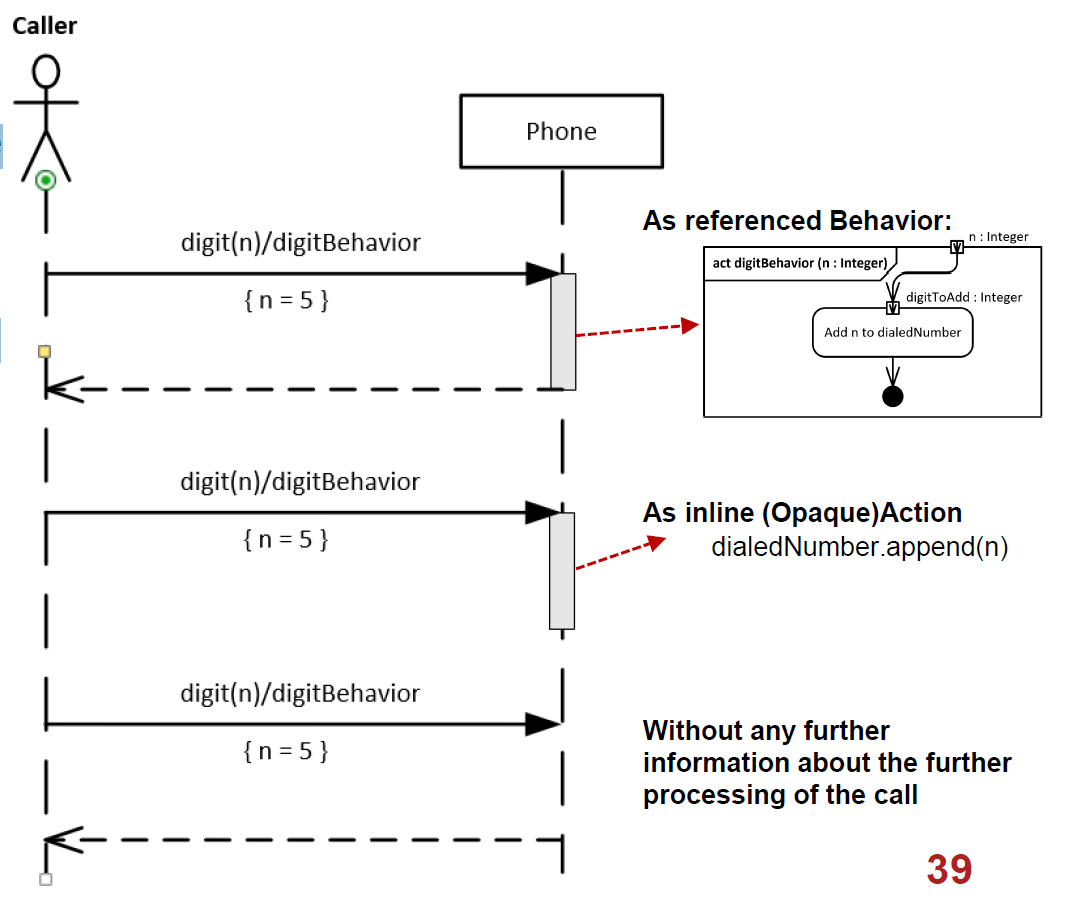 Caller
Phone
digit(n)/digitBehavior
{ n = 5 }
As referenced Behavior:
n : Integer
act digitBehavior (n : Integer)
digitToAdd : Integer
Add n to dialedNumber
digit(n)/digitBehavior
{ n = 5 }
As inline (Opaque)Action
dialedNumber.append(n)
digit(n)/digitBehavior
{ n = 5 }
Without any further
information about the further
processing of the call
39